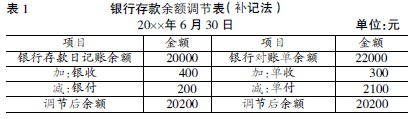 表 1 银行存款余额调节表(补记法)
20××年 6 月 30 日 单位:元
项目 金额 项目 金额
银行存款日记账余额 20000 银行对账单余额 22000
加:银收 400 加:单收 300
减:银付 200 减:单付 2100
调节后余额 20200 调节后余额 20200